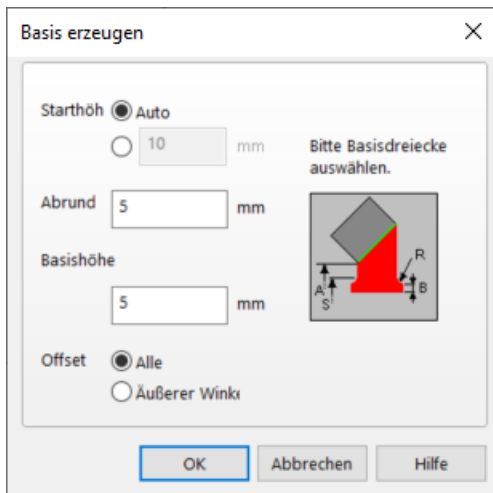 Basis erzeugen
Starthöh Auto
10 mm
Bitte Basisdreiecke
auswählen.
Abrund 5 mm
Basishöhe
5 mm
A
S
R
B
Offset Alle
Äußerer Winke
OK Abbrechen Hilfe